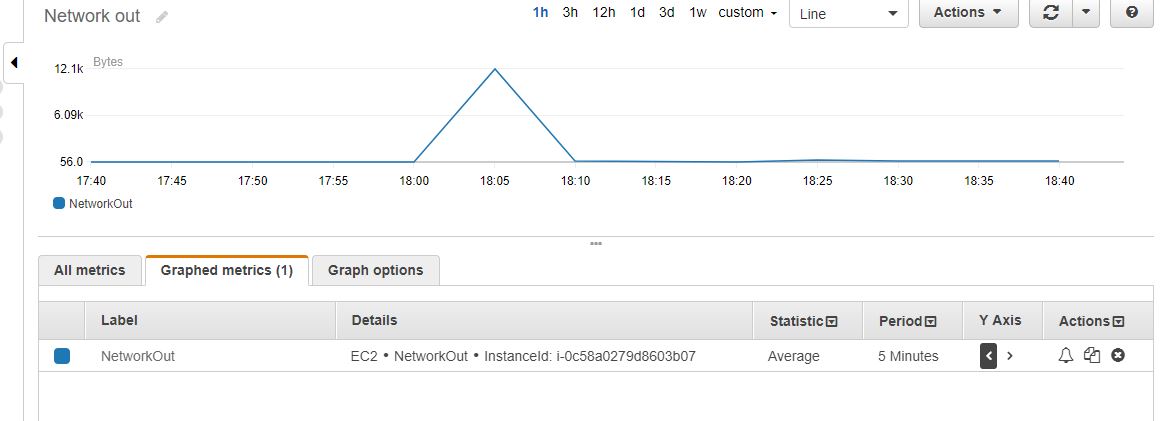 Network out
1h 3h 12h 1d 3d 1w custom Line Actions
Bytes
12.1k
6.09k
56.0
17:40 17:45 17:50 17:55 18:00 18:05 18:10 18:15 18:20 18:25 18:30 18:35 18:40
NetworkOut
All metrics Graphed metrics (1) Graph options
Label Details Statistic Period Y Axis Actions
NetworkOut EC2 • NetworkOut • InstanceId: i-0c58a0279d8603b07 Average 5 Minutes